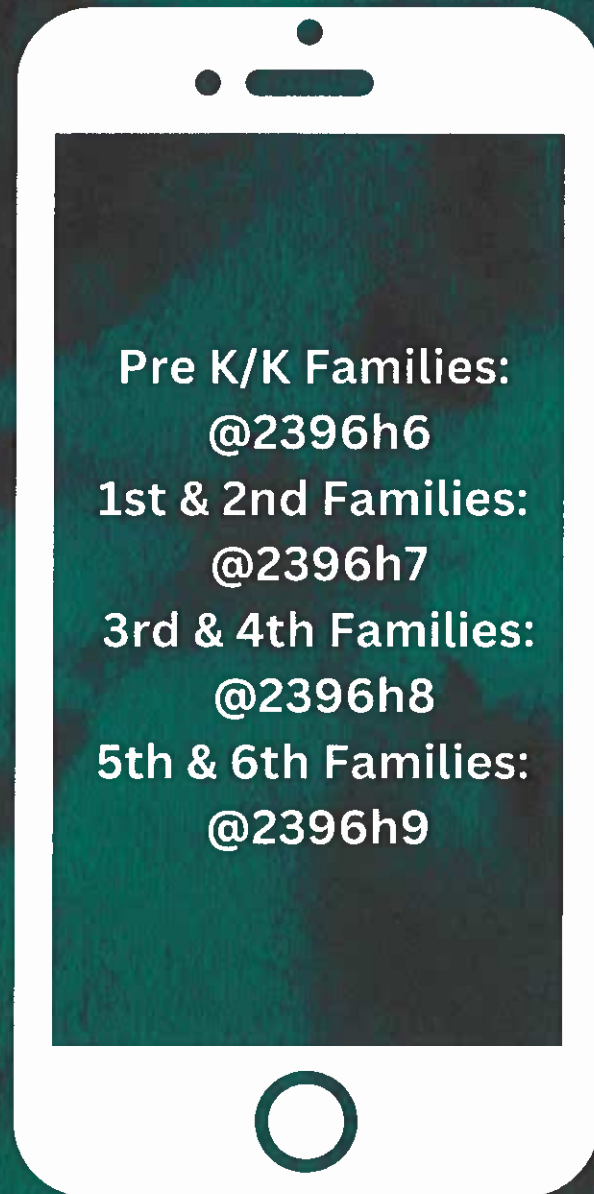 Pre K/K Families:
@2396h6
1st & 2nd Families:
@2396h7
3rd & 4th Families:
@2396h8
5th & 6th Families:
@2396h9